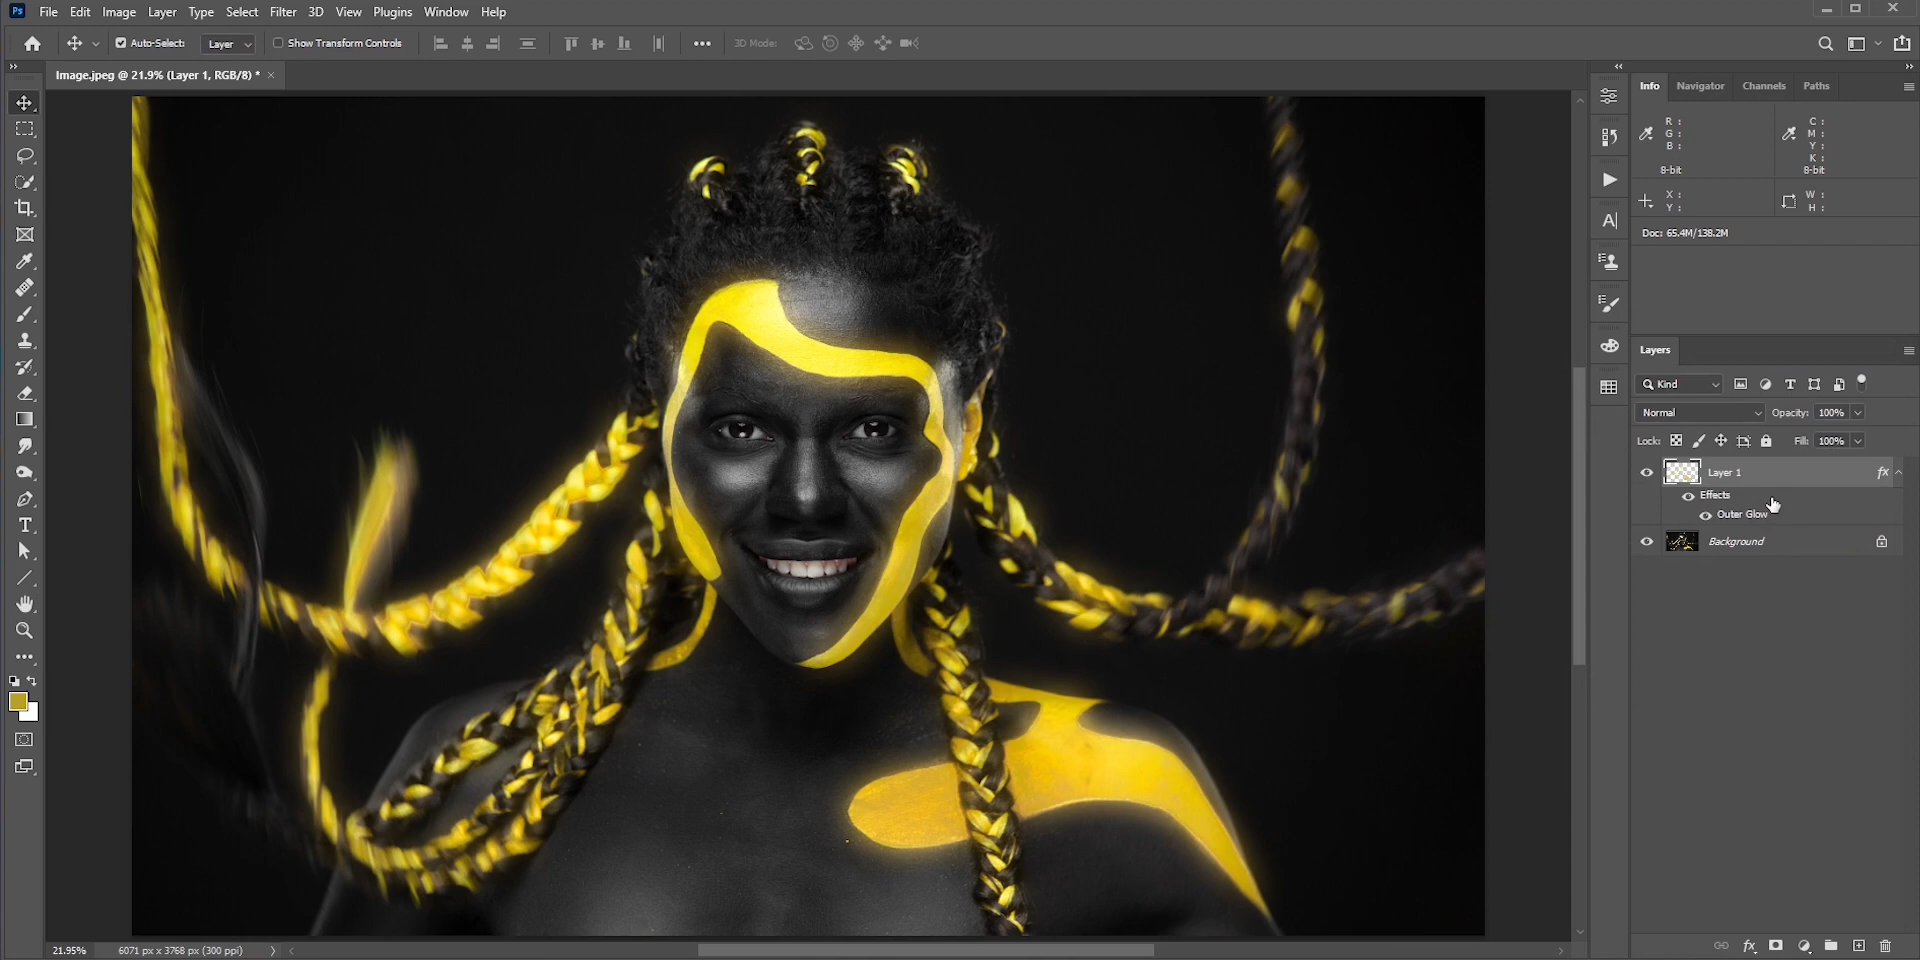 Ps File Edit Image Layer Type Select Filter 3D View Plugins Window Help
Auto-Select: Layer Show Transform Controls 3D Mode:
Image.jpeg @ 21.9% (Layer 1, RGB/8) *
Info Navigator Channels Paths
R : C :
G : M :
B : Y :
K :
8-bit 8-bit
X : W :
Y : H :
Doc: 65.4M/138.2M
Layers
Kind
Normal Opacity: 100%
Lock: Fill: 100%
Layer 1 fx
Effects
Outer Glow
Background
21.95% 6071 px x 3768 px (300 ppi)
fx